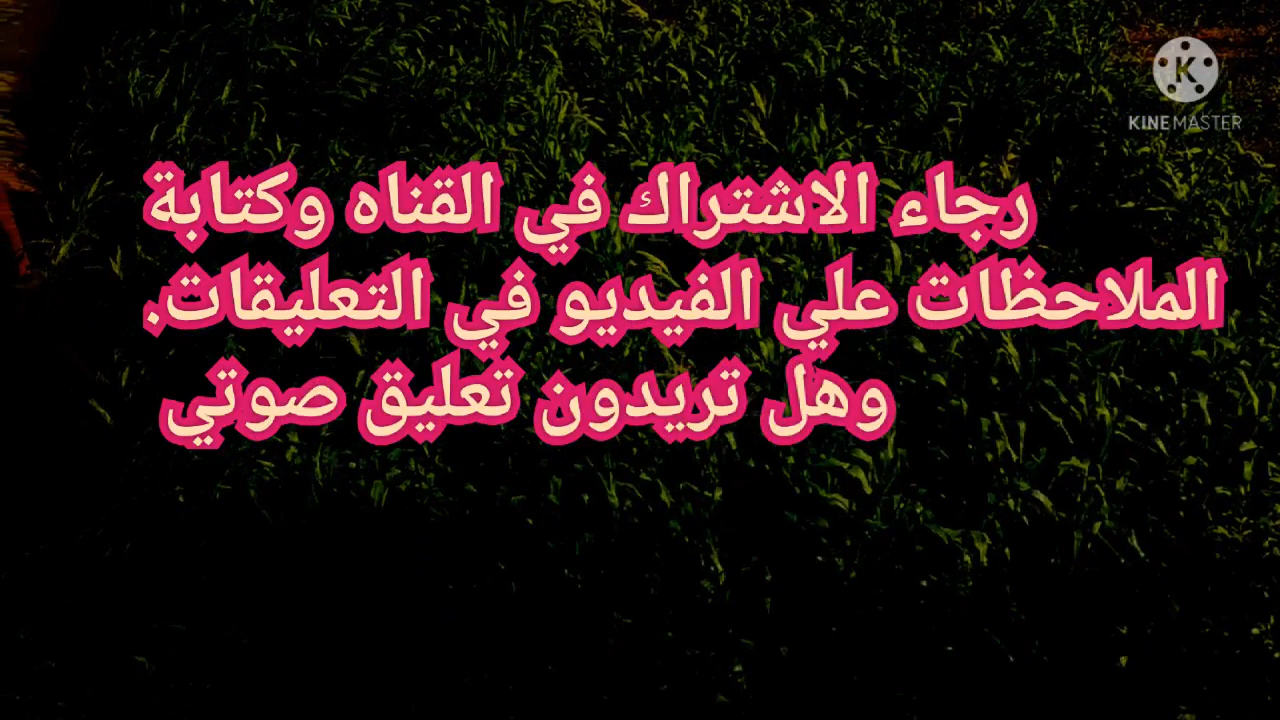 KINEMASTER
رجاء الاشتراك في القناه وكتابة
الملاحظات علي الفيديو في التعليقات.
وهل تريدون تعليق صوتي